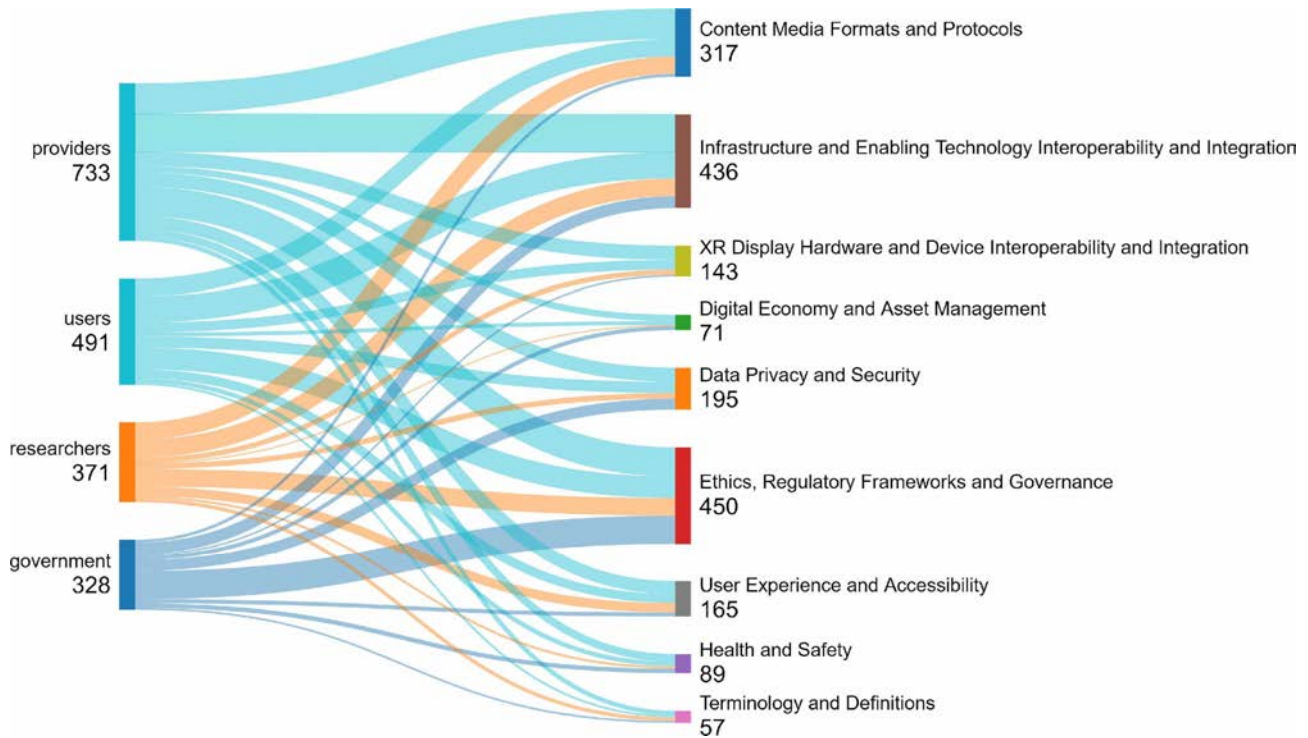 providers
733
users
491
researchers
371
government
328
Content Media Formats and Protocols
317
Infrastructure and Enabling Technology Interoperability and Integration
436
XR Display Hardware and Device Interoperability and Integration
143
Digital Economy and Asset Management
71
Data Privacy and Security
195
Ethics, Regulatory Frameworks and Governance
450
User Experience and Accessibility
165
Health and Safety
89
Terminology and Definitions
57